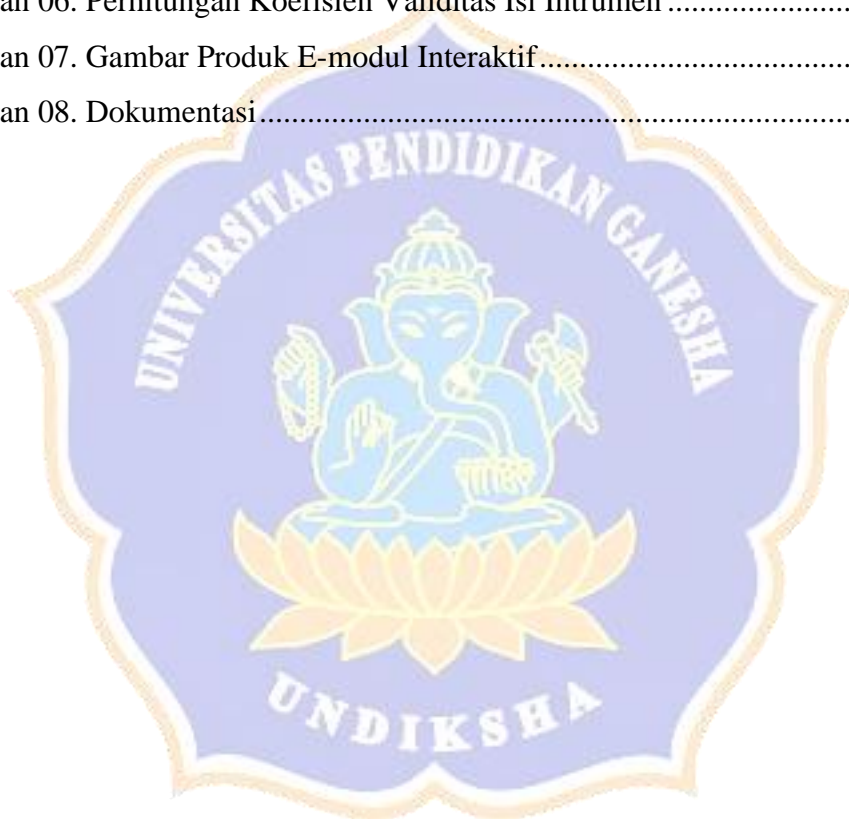 an 06. Perhitungan Koefisien Validitas Isi Intrumen
an 07. Gambar Produk E-modul Interaktif
an 08. Dokumentasi
UNIVERSITAS PENDIDIKAN GANESHA
UNDIKSHA